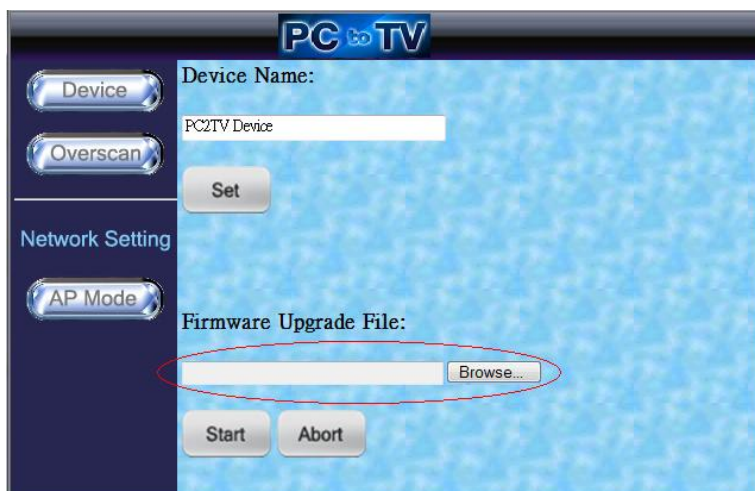 PC to TV
Device
Overscan
Network Setting
AP Mode
Device Name:
PC2TV Device
Set
Firmware Upgrade File:
Browse...
Start Abort